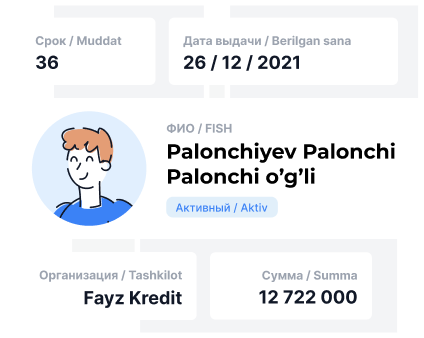 Срок / Muddat
36
Дата выдачи / Berilgan sana
26 / 12 / 2021
ФИО / FISH
Palonchiyev Palonchi
Palonchi o’g’li
Активный / Aktiv
Организация / Tashkilot
Fayz Kredit
Сумма / Summa
12 722 000